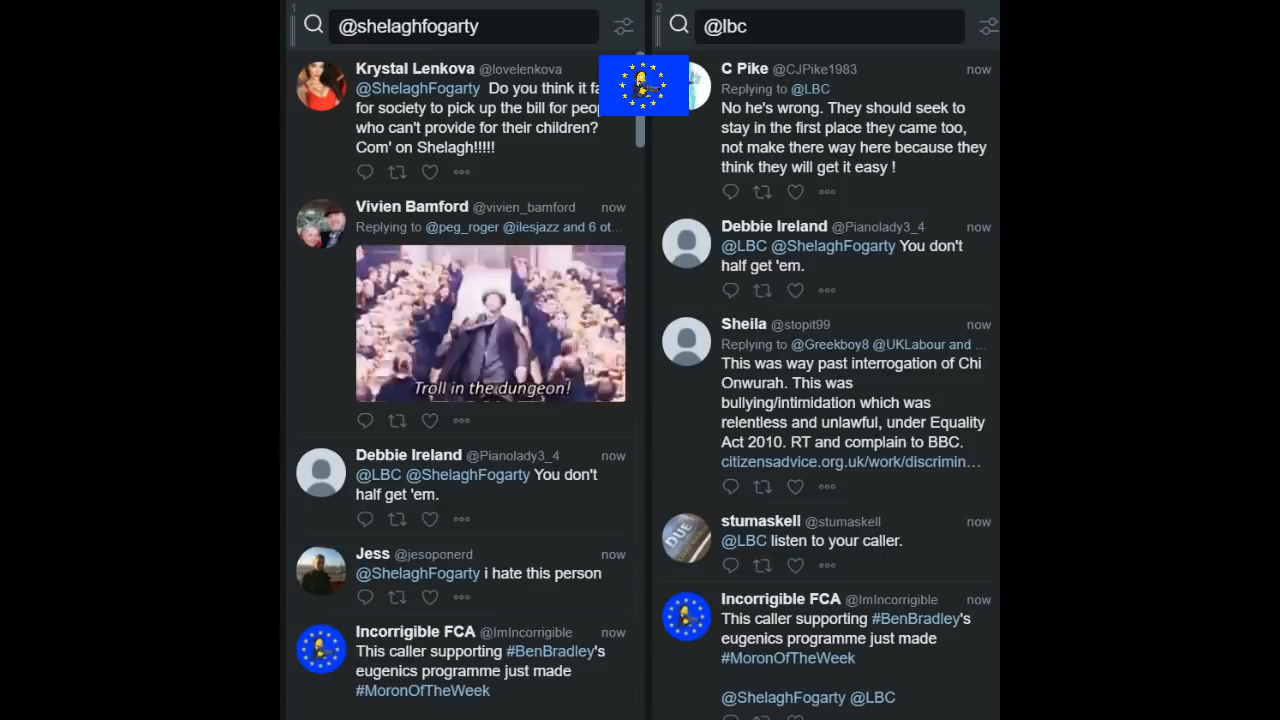 1
@shelaghfogarty
Krystal Lenkova @lovelenkova
@ShelaghFogarty Do you think it fa
for society to pick up the bill for peop
who can't provide for their children?
Com' on Shelagh!!!!!
Vivien Bamford @vivien_bamford now
Replying to @peg_roger @ilesjazz and 6 ot...
Troll in the dungeon!
Debbie Ireland @Pianolady3_4 now
@LBC @ShelaghFogarty You don't
half get 'em.
Jess @jesoponerd now
@ShelaghFogarty i hate this person
Incorrigible FCA @ImIncorrigible now
This caller supporting #BenBradley's
eugenics programme just made
#MoronOfTheWeek
2
@lbc
C Pike @CJPike1983 now
Replying to @LBC
No he's wrong. They should seek to
stay in the first place they came too,
not make there way here because they
think they will get it easy !
Debbie Ireland @Pianolady3_4 now
@LBC @ShelaghFogarty You don't
half get 'em.
Sheila @stopit99 now
Replying to @Greekboy8 @UKLabour and ...
This was way past interrogation of Chi
Onwurah. This was
bullying/intimidation which was
relentless and unlawful, under Equality
Act 2010. RT and complain to BBC.
citizensadvice.org.uk/work/discrimin...
stumaskell @stumaskell now
@LBC listen to your caller.
Incorrigible FCA @ImIncorrigible now
This caller supporting #BenBradley's
eugenics programme just made
#MoronOfTheWeek
@ShelaghFogarty @LBC